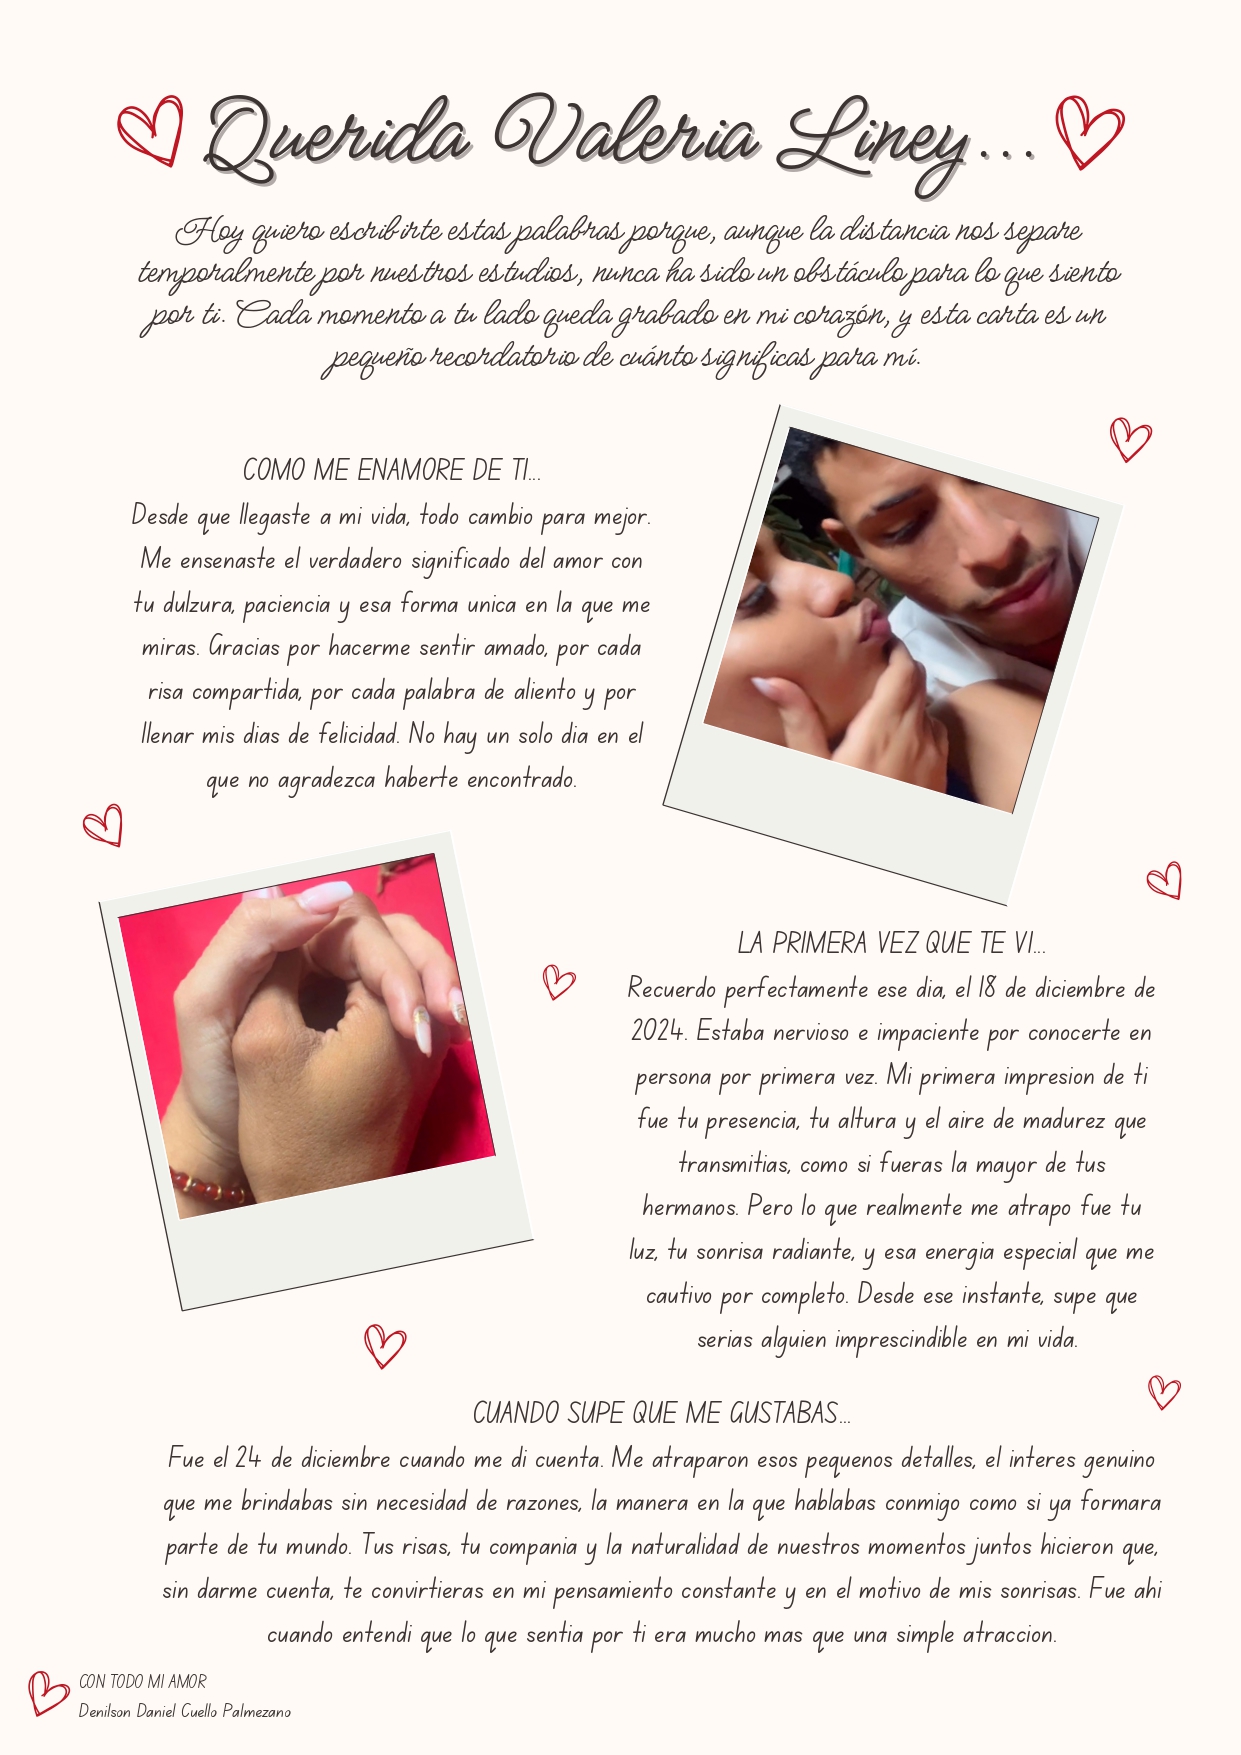 Querida Valeria Liney...
Hoy quiero escribirte estas palabras porque, aunque la distancia nos separe
temporalmente por nuestros estudios, nunca ha sido un obstáculo para lo que siento
por ti. Cada momento a tu lado queda grabado en mi corazón, y esta carta es un
pequeño recordatorio de cuánto significas para mí.
COMO ME ENAMORE DE TI...
Desde que llegaste a mi vida, todo cambio para mejor.
Me ensenaste el verdadero significado del amor con
tu dulzura, paciencia y esa forma unica en la que me
miras. Gracias por hacerme sentir amado, por cada
risa compartida, por cada palabra de aliento y por
llenar mis dias de felicidad. No hay un solo dia en el
que no agradezca haberte encontrado.
LA PRIMERA VEZ QUE TE VI...
Recuerdo perfectamente ese dia, el 18 de diciembre de
2024. Estaba nervioso e impaciente por conocerte en
persona por primera vez. Mi primera impresion de ti
fue tu presencia, tu altura y el aire de madurez que
transmitias, como si fueras la mayor de tus
hermanos. Pero lo que realmente me atrapo fue tu
luz, tu sonrisa radiante, y esa energia especial que me
cautivo por completo. Desde ese instante, supe que
serias alguien imprescindible en mi vida.
CUANDO SUPE QUE ME GUSTABAS...
Fue el 24 de diciembre cuando me di cuenta. Me atraparon esos pequenos detalles, el interes genuino
que me brindabas sin necesidad de razones, la manera en la que hablabas conmigo como si ya formara
parte de tu mundo. Tus risas, tu compania y la naturalidad de nuestros momentos juntos hicieron que,
sin darme cuenta, te convirtieras en mi pensamiento constante y en el motivo de mis sonrisas. Fue ahi
cuando entendi que lo que sentia por ti era mucho mas que una simple atraccion.
CON TODO MI AMOR
Denilson Daniel Cuello Palmezano